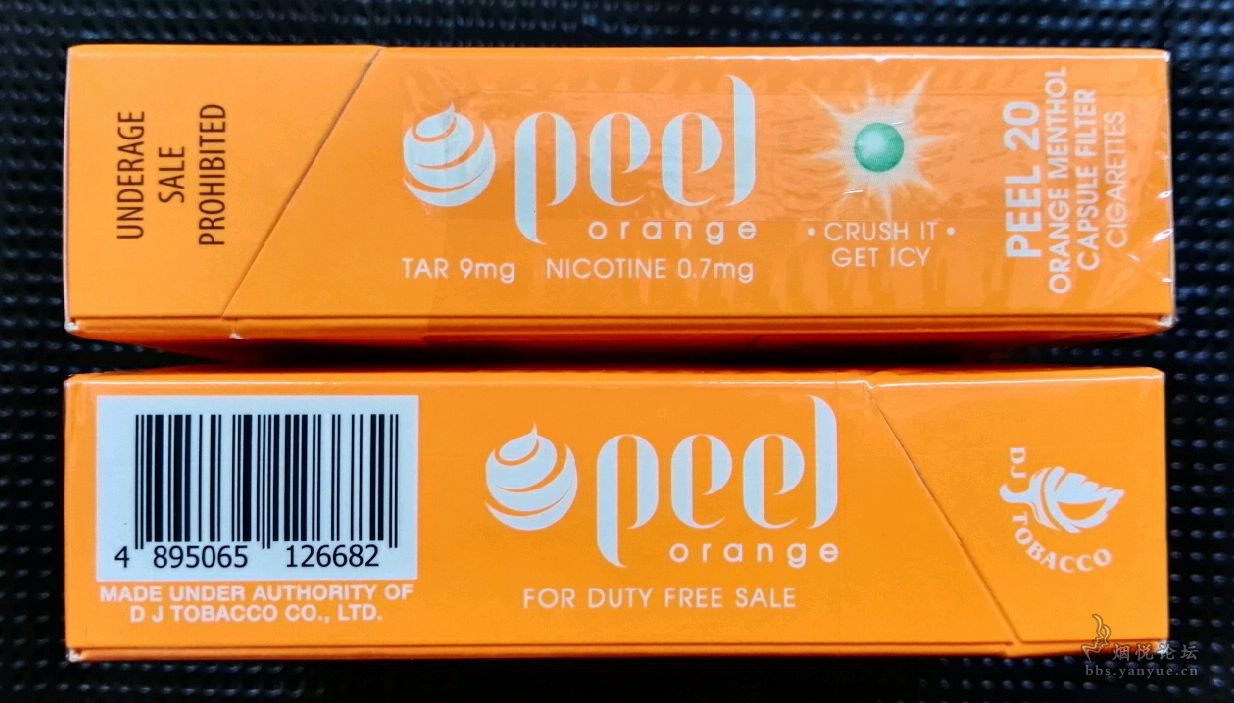 UNDERAGE
SALE
PROHIBITED
peel
orange
TAR 9mg NICOTINE 0.7mg
• CRUSH IT •
GET ICY
PEEL 20
ORANGE MENTHOL
CAPSULE FILTER
CIGARETTES
4 895065 126682
MADE UNDER AUTHORITY OF
D J TOBACCO CO., LTD.
peel
orange
FOR DUTY FREE SALE
DJ TOBACCO
烟悦论坛
bbs.yanyue.cn